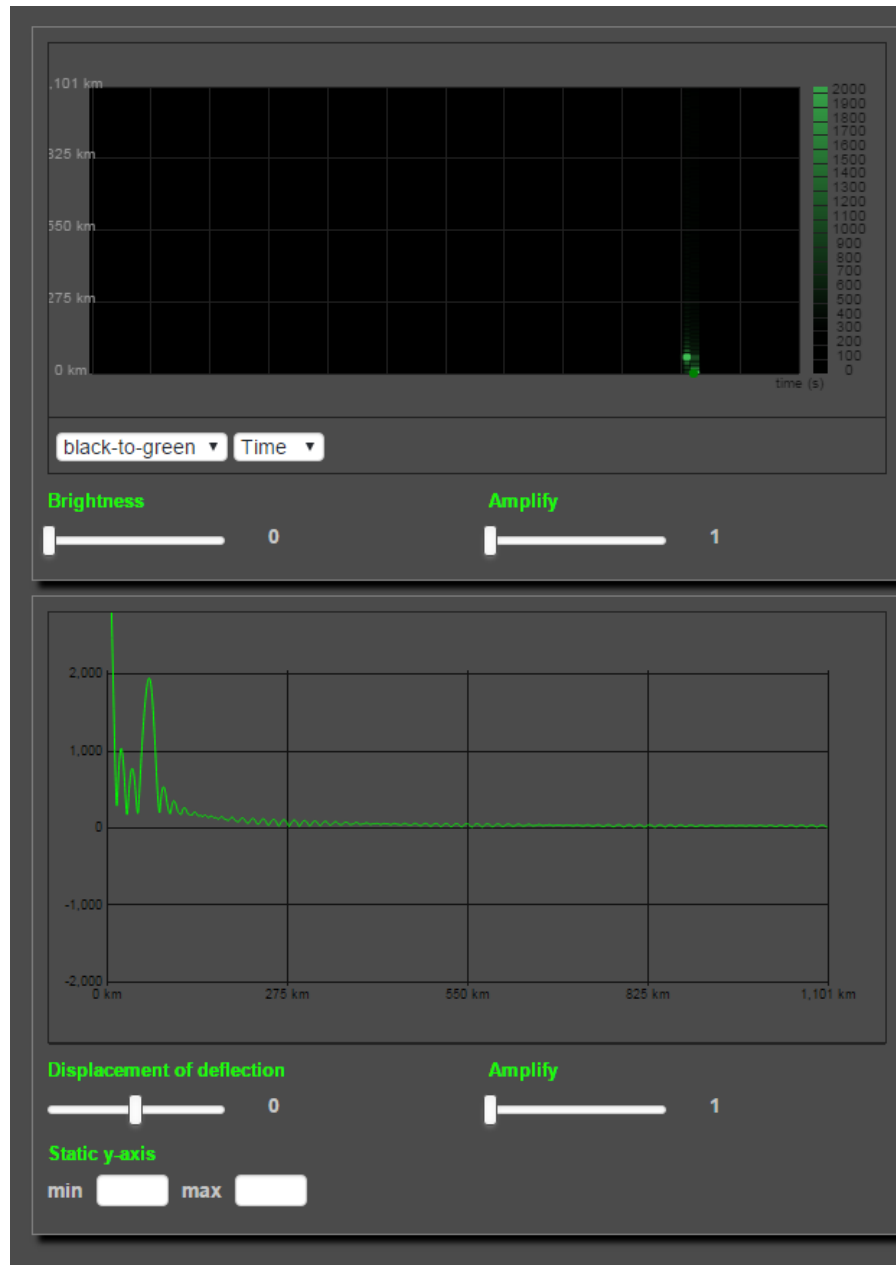 ,101 km
825 km
550 km
275 km
0 km
2000
1900
1800
1700
1600
1500
1400
1300
1200
1100
1000
900
800
700
600
500
400
300
200
100
0
time (s)
black-to-green Time
Brightness Amplify
0 1
2,000
1,000
0
-1,000
-2,000
0 km 275 km 550 km 825 km 1,101 km
Displacement of deflection Amplify
0 1
Static y-axis
min max